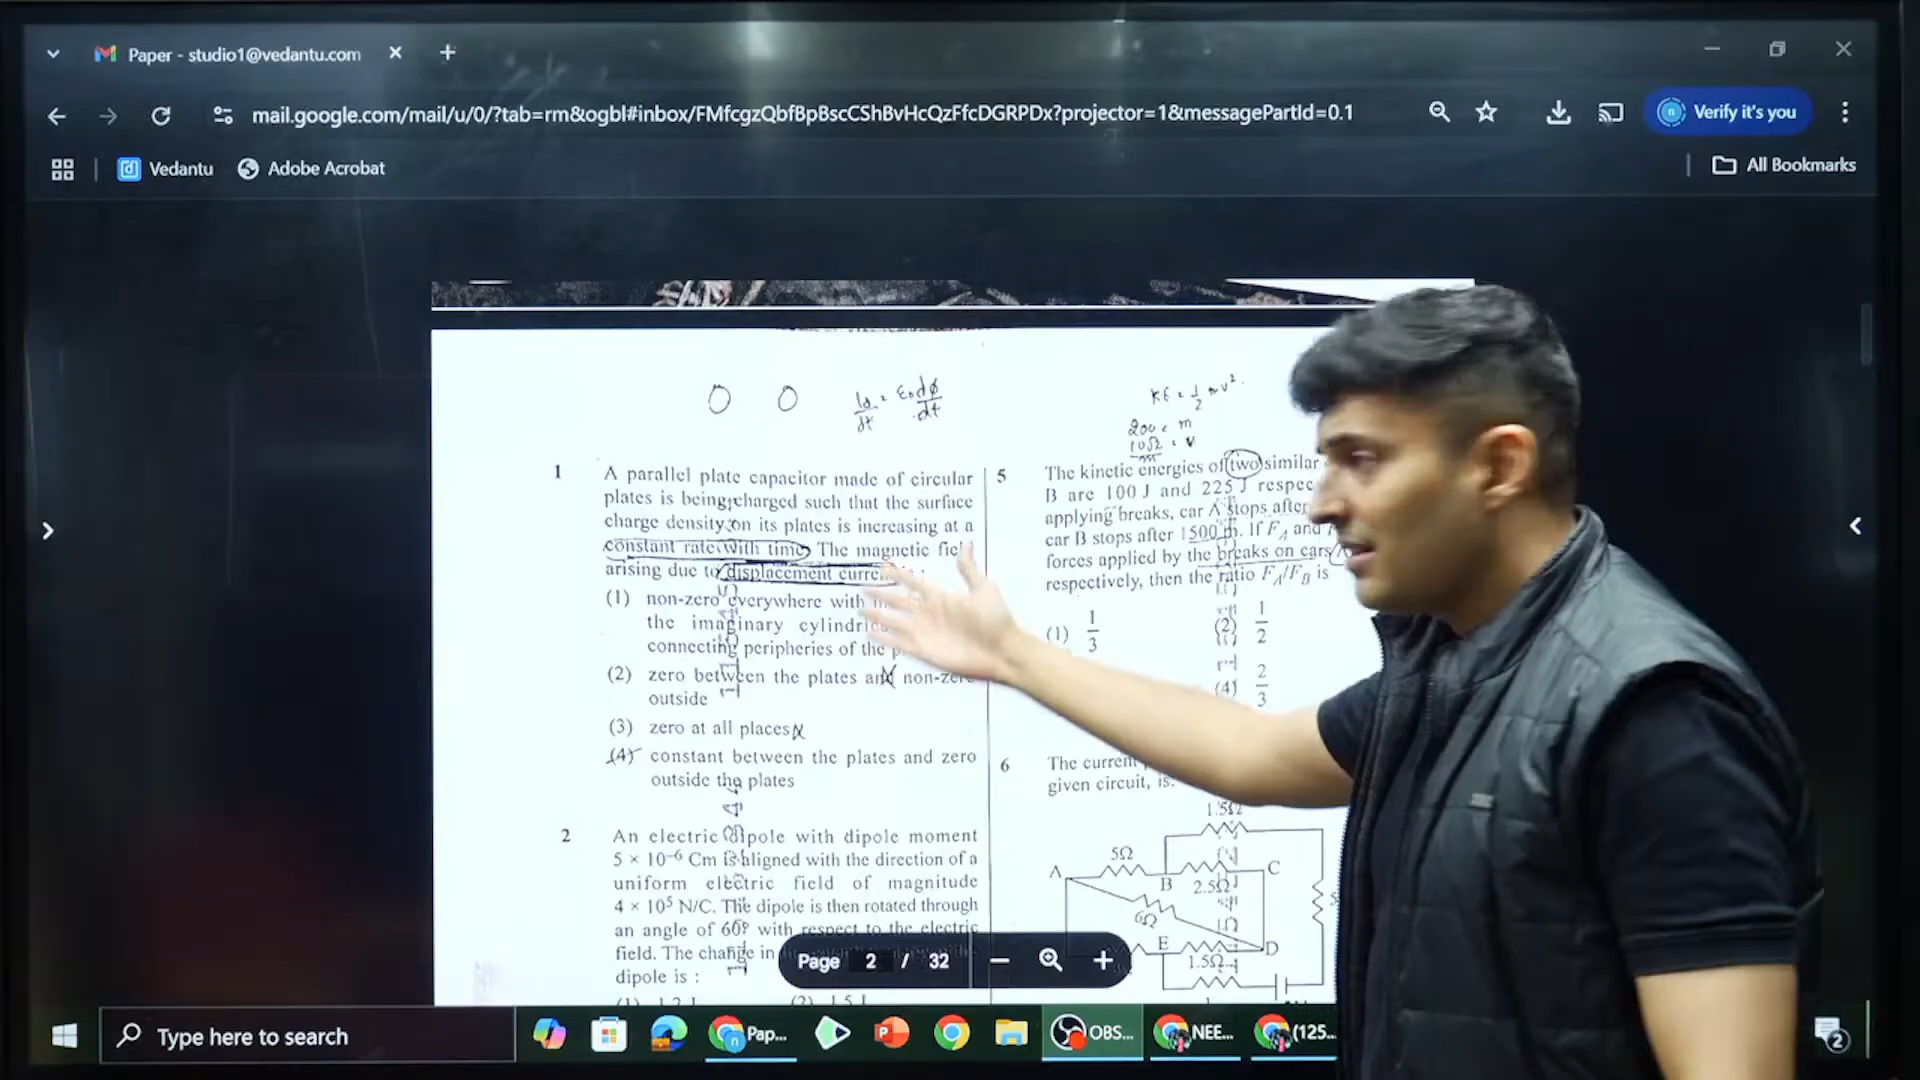 Paper - studio1@vedantu.com
mail.google.com/mail/u/0/?tab=rm&ogbl#inbox/FMfcgzQbfBpBscCShBvHcQzFfcDGRPDx?projector=1&messagePartId=0.1
Verify it's you
Vedantu
Adobe Acrobat
All Bookmarks
KE = 1/2 mv².
1 A parallel plate capacitor made of circular
plates is being charged such that the surface
charge density on its plates is increasing at a
constant rate with time. The magnetic
arising due to displacement
(1) non-zero everywhere with
the imaginary
connecting peripheries of the
(2) zero between the plates and
outside
(3) zero at all places
(4) constant between the plates and zero
outside the plates
2 An electric dipole with dipole moment
5 × 10⁻⁶ Cm is aligned with the direction of a
uniform electric field of magnitude
4 × 10⁵ N/C. The dipole is then rotated through
an angle of 60° with respect to the electric
field. The change in
dipole is :
5 The kinetic energies of two similar
B are 100 J and 225 J
applying breaks, car A stops after
car B stops after 1500 m. If F_A and
forces applied by the breaks on cars
respectively, then the ratio F_A/F_B is
(1) 1/3
(2) 1/2
(4) 2/3
6 The current
given circuit, is:
1.5Ω
5Ω
A
B
C
2.5Ω
6Ω
E
D
1.5Ω
Page 2 / 32
Type here to search
Pap...
OBS...
NEE...
(125...
2